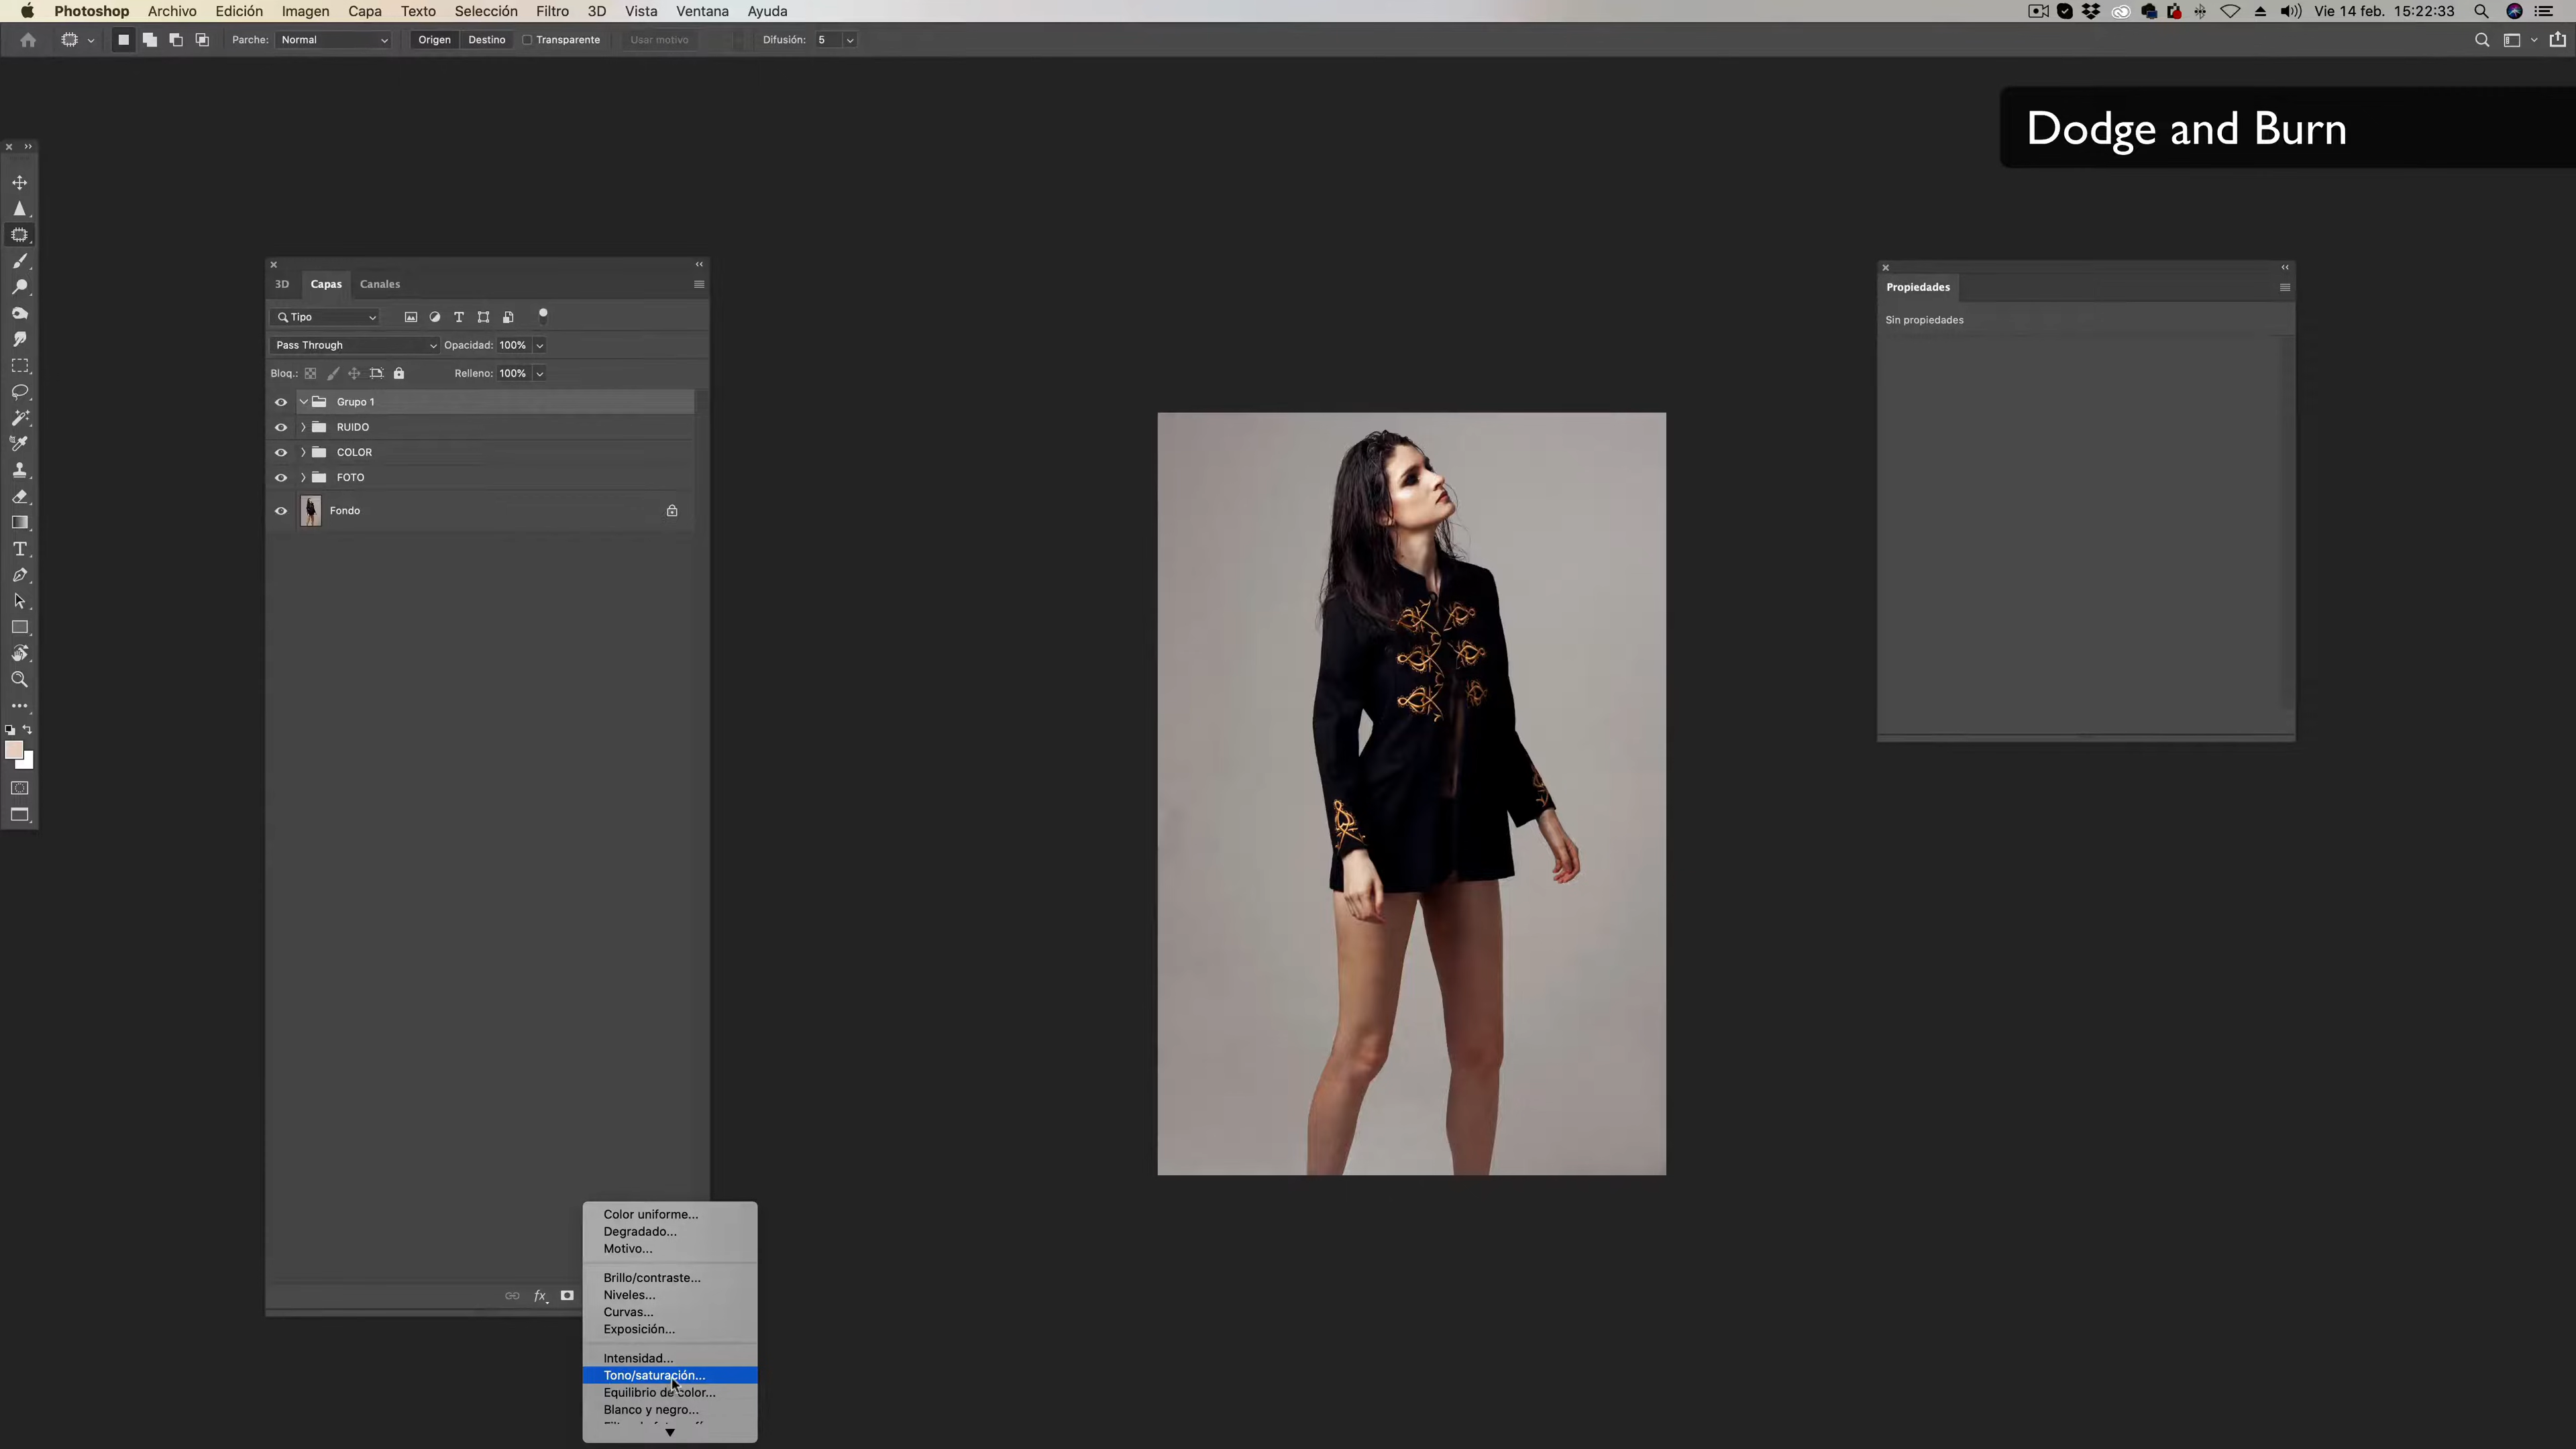 Photoshop Archivo Edición Imagen Capa Texto Selección Filtro 3D Vista Ventana Ayuda Vie 14 feb. 15:22:33
Parche: Normal Origen Destino Transparente Usar motivo Difusión: 5
Dodge and Burn
3D Capas Canales
Tipo
Pass Through Opacidad: 100%
Bloq.: Relleno: 100%
Grupo 1
RUIDO
COLOR
FOTO
Fondo
Propiedades
Sin propiedades
Color uniforme...
Degradado...
Motivo...
Brillo/contraste...
Niveles...
Curvas...
Exposición...
Intensidad...
Tono/saturación...
Equilibrio de color...
Blanco y negro...
fx